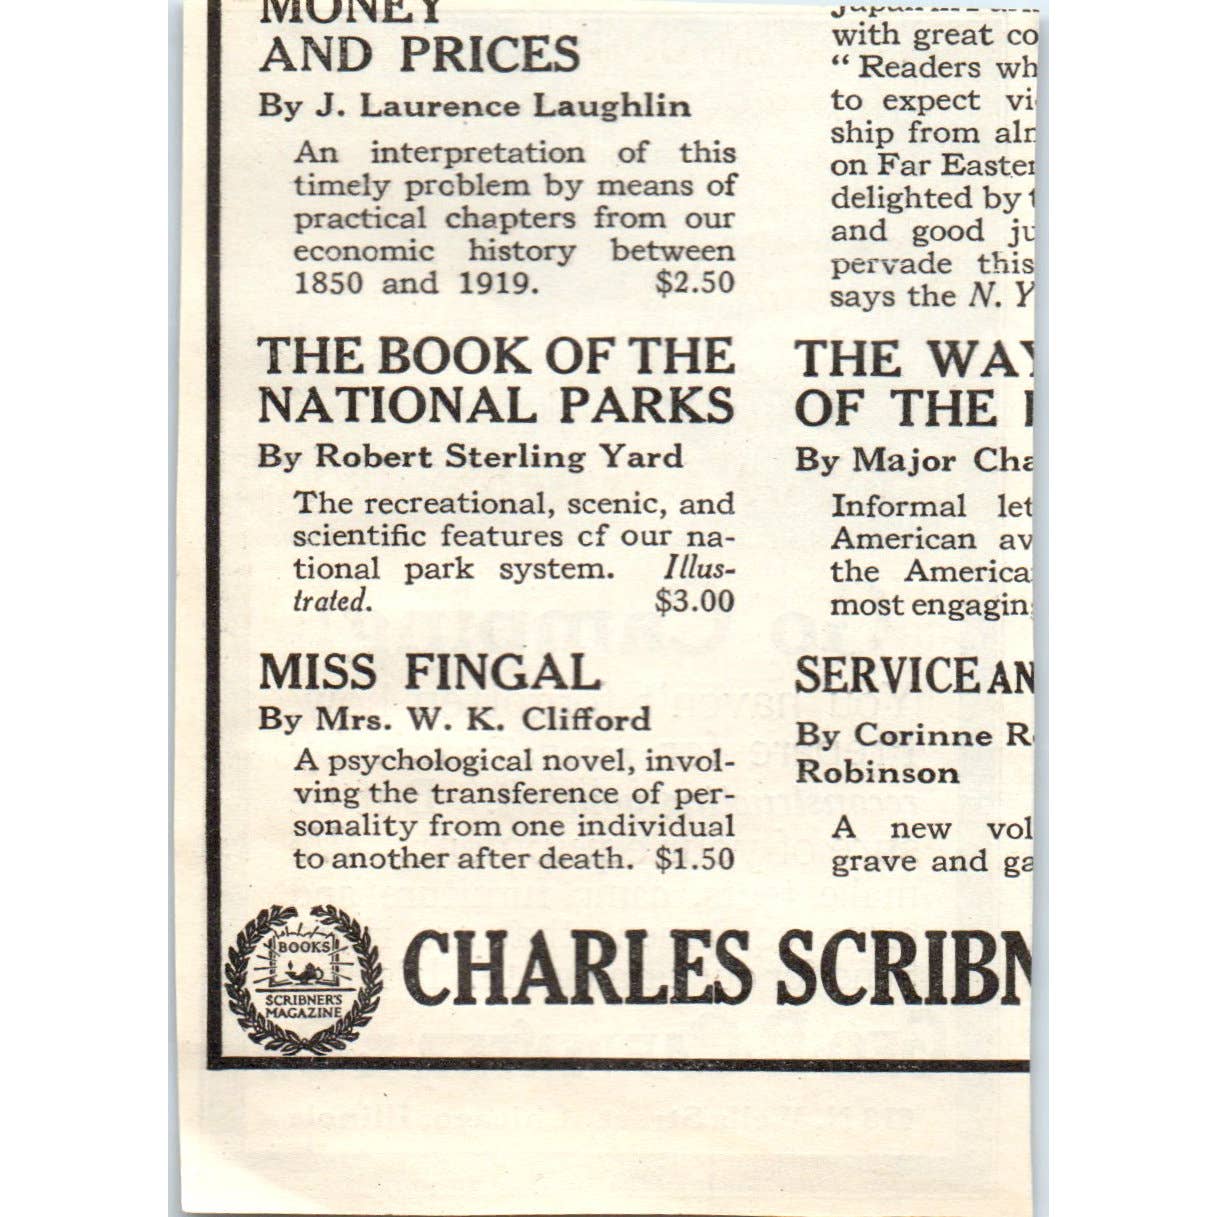 MONEY
AND PRICES
By J. Laurence Laughlin
An interpretation of this
timely problem by means of
practical chapters from our
economic history between
1850 and 1919. $2.50
THE BOOK OF THE
NATIONAL PARKS
By Robert Sterling Yard
The recreational, scenic, and
scientific features of our na-
tional park system. Illus-
trated. $3.00
MISS FINGAL
By Mrs. W. K. Clifford
A psychological novel, invol-
ving the transference of per-
sonality from one individual
to another after death. $1.50
with great co
“Readers wh
to expect vi
ship from
on Far Easter
delighted by
and good ju
pervade this
says the N. Y
THE WAY
OF THE
By Major Cha
Informal let
American av
the America
most engagin
SERVICE AN
By Corinne R
Robinson
A new vol
grave and ga
BOOKS
SCRIBNER'S
MAGAZINE
CHARLES SCRIBN